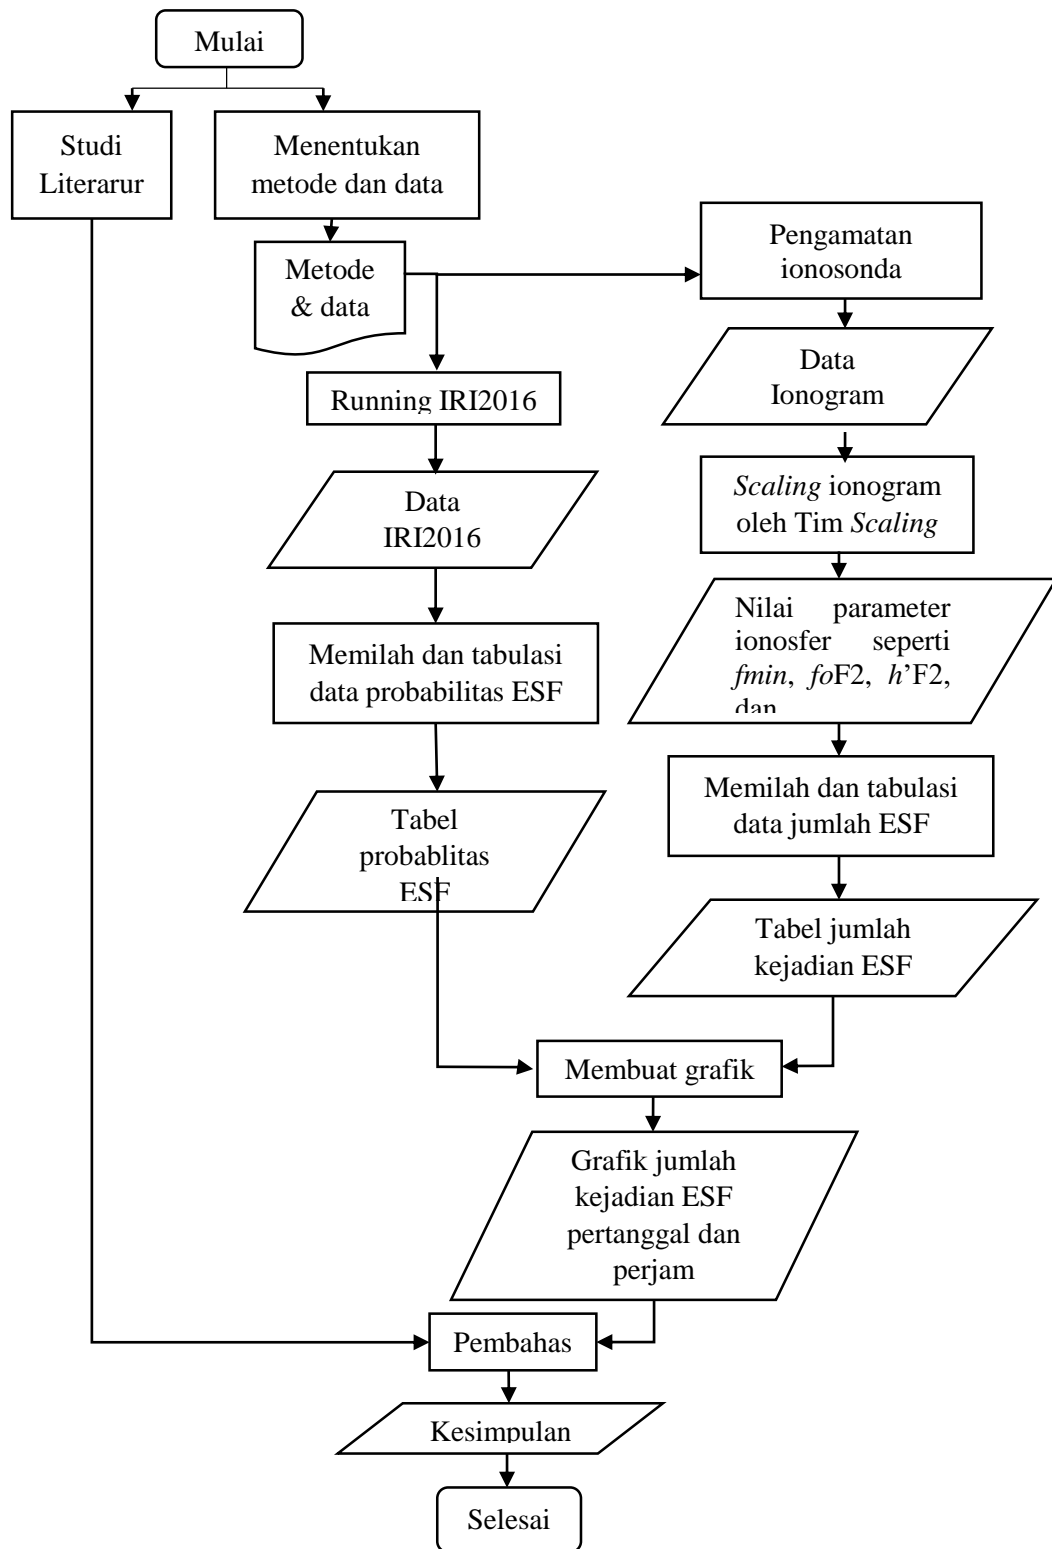 Mulai
Studi
Literarur
Menentukan
metode dan data
Metode
& data
Pengamatan
ionosonda
Data
Ionogram
Running IRI2016
Scaling ionogram
oleh Tim Scaling
Data
IRI2016
Nilai parameter
ionosfer seperti
fmin, foF2, h’F2,
dan
Memilah dan tabulasi
data probabilitas ESF
Memilah dan tabulasi
data jumlah ESF
Tabel
probablitas
ESF
Tabel jumlah
kejadian ESF
Membuat grafik
Grafik jumlah
kejadian ESF
pertanggal dan
perjam
Pembahas
Kesimpulan
Selesai